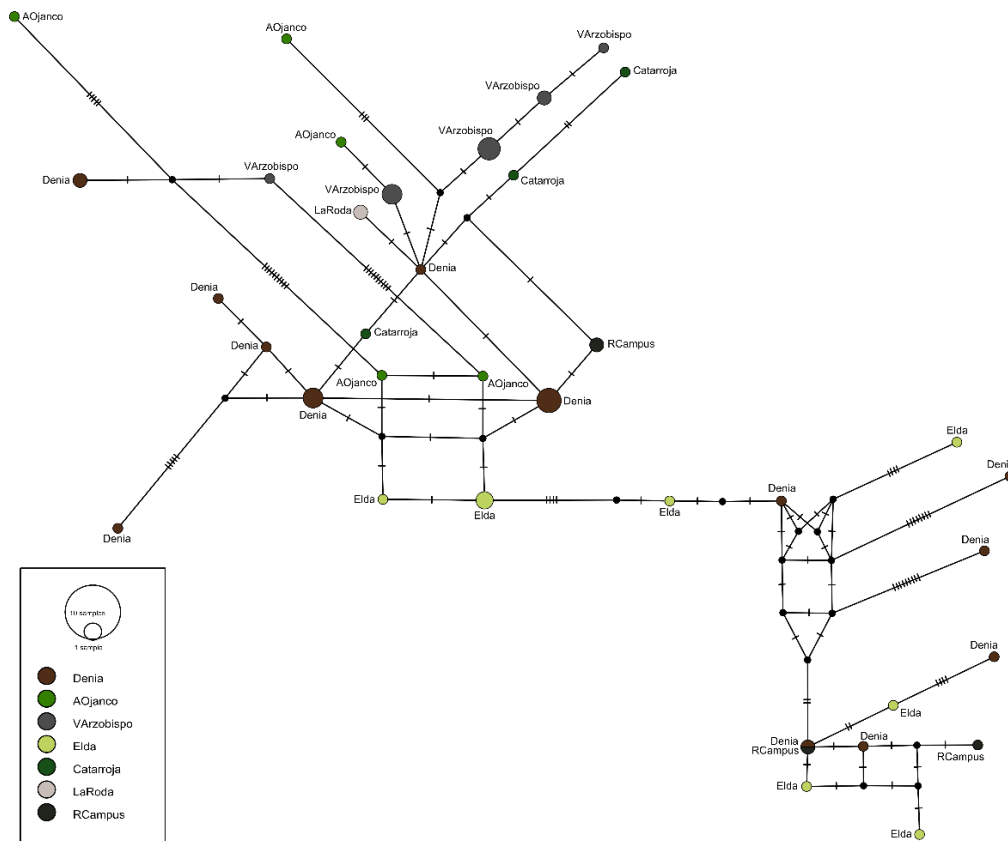 AOjanco
AOjanco
VArzobispo
Catarroja
VArzobispo
VArzobispo
AOjanco
VArzobispo
Denia
VArzobispo
Catarroja
LaRoda
Denia
Denia
Catarroja
RCampus
Denia
AOjanco
AOjanco
Denia
Denia
Elda
Denia
Denia
Elda
Elda
Elda
Denia
Denia
10 samples
1 sample
Denia
AOjanco
VArzobispo
Elda
Catarroja
LaRoda
RCampus
Denia
Elda
Denia
RCampus
Denia
RCampus
Elda
Elda